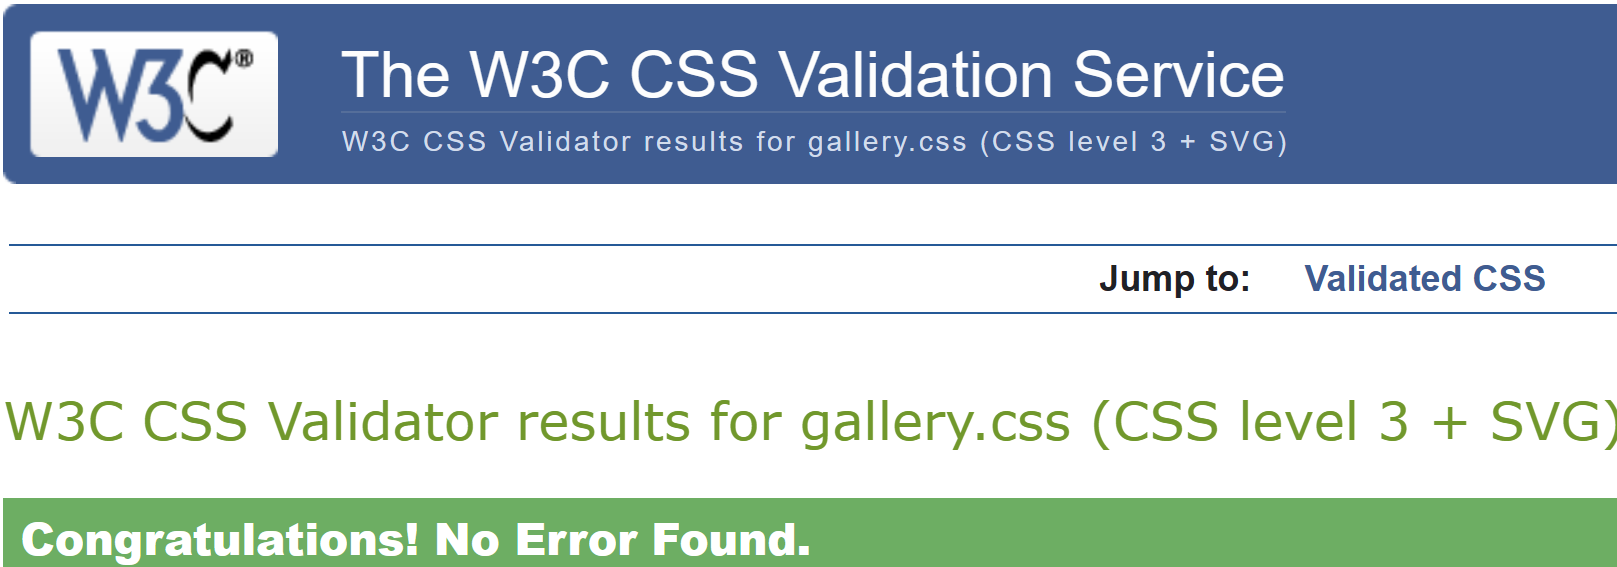 W3C®
The W3C CSS Validation Service
W3C CSS Validator results for gallery.css (CSS level 3 + SVG)
Jump to: Validated CSS
W3C CSS Validator results for gallery.css (CSS level 3 + SVG)
Congratulations! No Error Found.